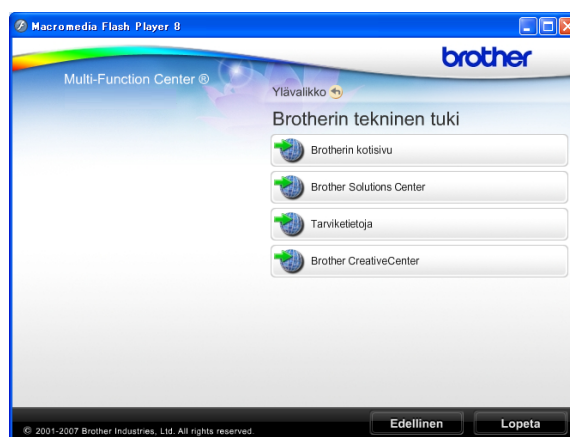 Macromedia Flash Player 8
brother
Multi-Function Center ®
Ylävalikko
Brotherin tekninen tuki
Brotherin kotisivu
Brother Solutions Center
Tarviketietoja
Brother CreativeCenter
© 2001-2007 Brother Industries, Ltd. All rights reserved.
Edellinen
Lopeta